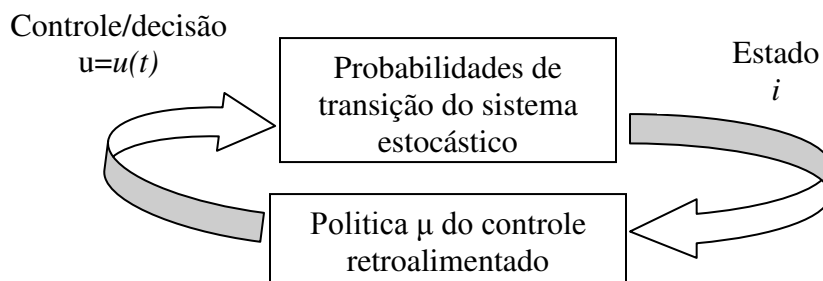 Controle/decisão
u=u(t)
Probabilidades de
transição do sistema
estocástico
Estado
i
Politica μ do controle
retroalimentado